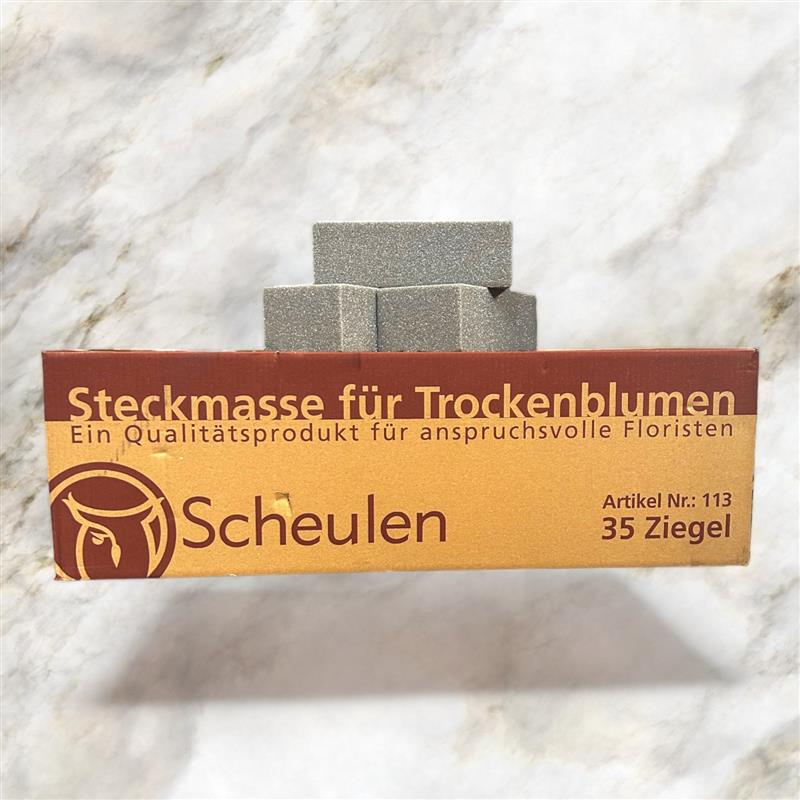 Steckmasse für Trockenblumen
Ein Qualitätsprodukt für anspruchsvolle Floristen
Scheulen
Artikel Nr.: 113
35 Ziegel